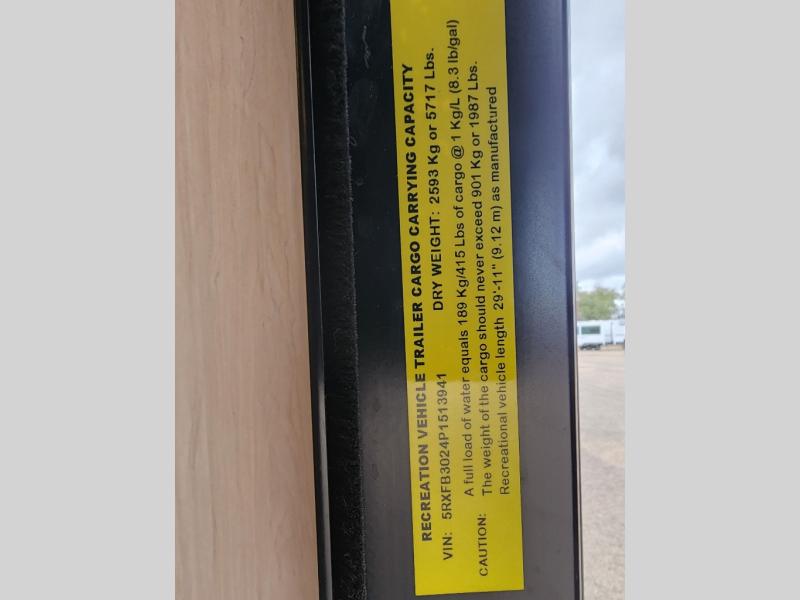 RECREATION VEHICLE TRAILER CARGO CARRYING CAPACITY
VIN: 5RXFB3024P1513941 DRY WEIGHT: 2593 Kg or 5717 Lbs.
A full load of water equals 189 Kg/415 Lbs of cargo @ 1 Kg/L (8.3 lb/gal)
CAUTION: The weight of the cargo should never exceed 901 Kg or 1987 Lbs.
Recreational vehicle length 29'-11" (9.12 m) as manufactured